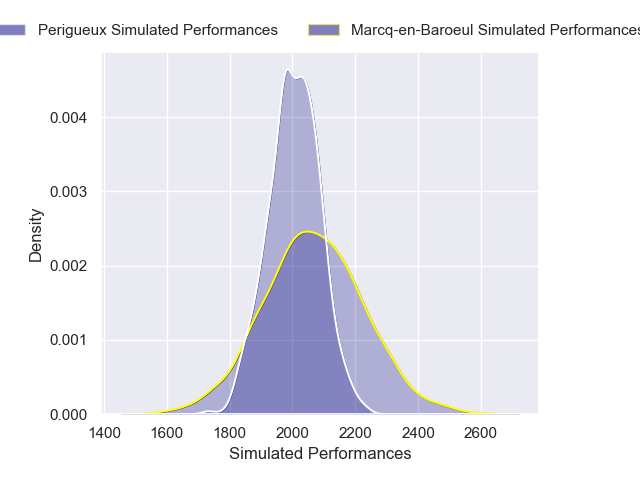 Perigueux Simulated Performances
Marcq-en-Baroeul Simulated Performances
0.004
0.003
0.002
0.001
0.000
Density
1400 1600 1800 2000 2200 2400 2600
Simulated Performances